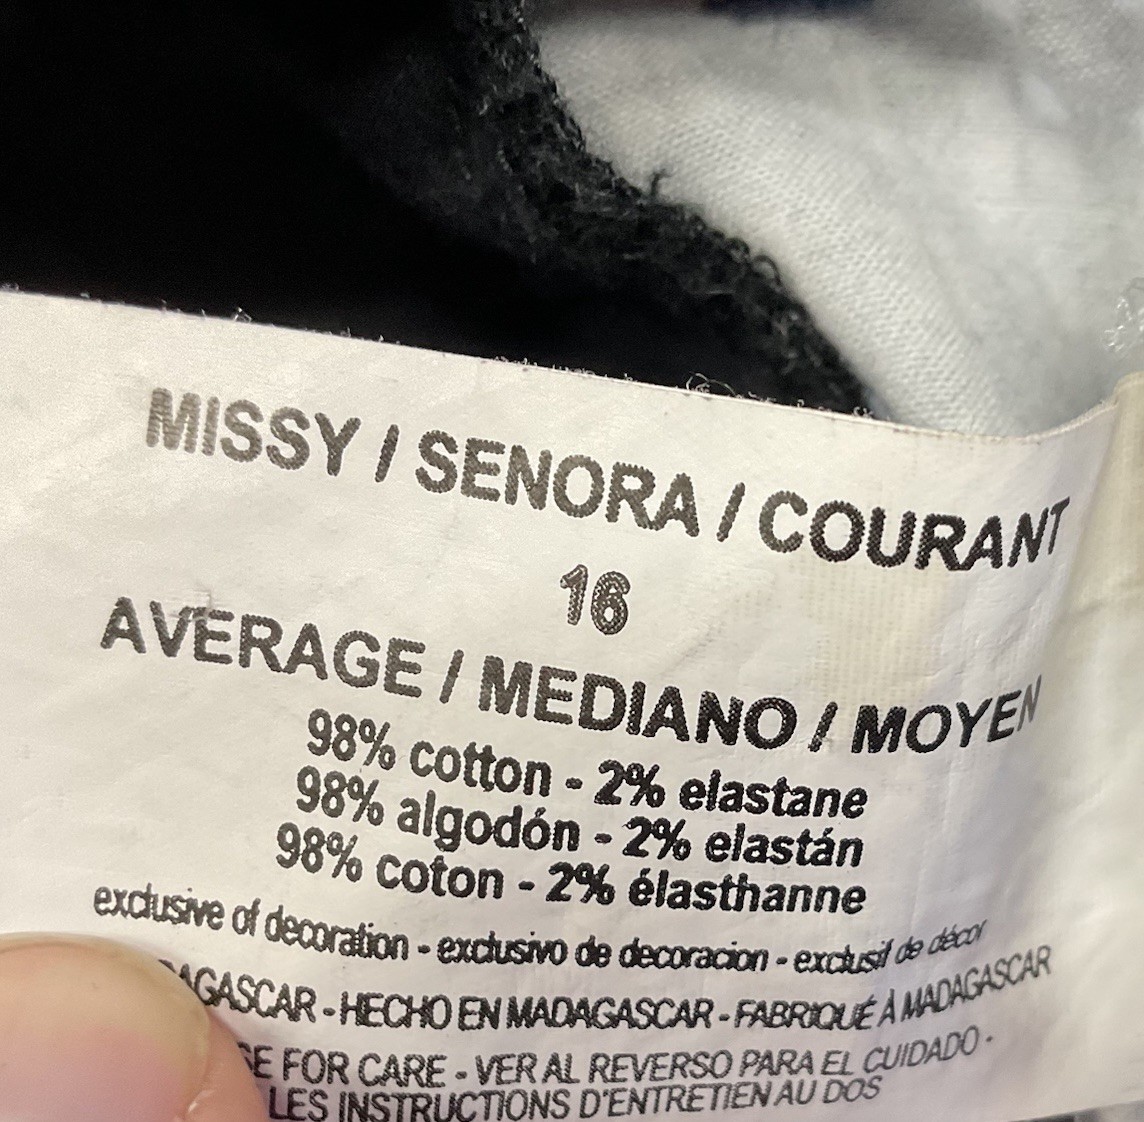 MISSY / SENORA / COURANT
16
AVERAGE / MEDIANO / MOYEN
98% cotton - 2% elastane
98% algodón - 2% elastán
98% coton - 2% élasthanne
exclusive of decoration - exclusivo de decoracion - exclusif de décor
AGASCAR - HECHO EN MADAGASCAR - FABRIQUÉ À MADAGASCAR
SE FOR CARE - VER AL REVERSO PARA EL CUIDADO -
LES INSTRUCTIONS D'ENTRETIEN AU DOS